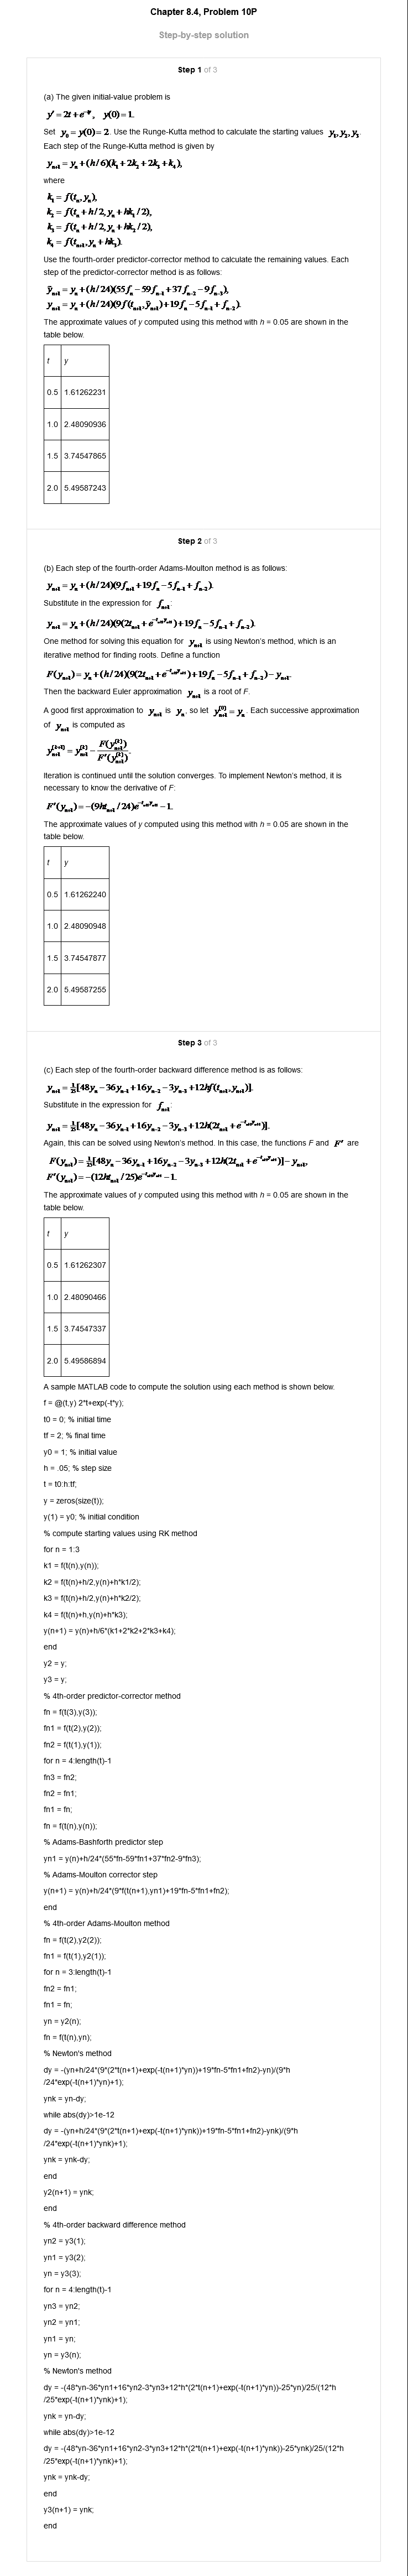 Chapter 8.4, Problem 10P
Step-by-step solution
Step 1 of 3
(a) The given initial-value problem is
y′ = 2t + e^{-ty}, y(0) = 1.
Set y₀ = y(0) = 2. Use the Runge-Kutta method to calculate the starting values y₁, y₂, y₃.
Each step of the Runge-Kutta method is given by
y_{n+1} = y_n + (h/6)(k₁ + 2k₂ + 2k₃ + k₄),
where
k₁ = f(t_n, y_n),
k₂ = f(t_n + h/2, y_n + hk₁/2),
k₃ = f(t_n + h/2, y_n + hk₂/2),
k₄ = f(t_{n+1}, y_n + hk₃).
Use the fourth-order predictor-corrector method to calculate the remaining values. Each
step of the predictor-corrector method is as follows:
ỹ_{n+1} = y_n + (h/24)(55f_n − 59f_{n-1} + 37f_{n-2} − 9f_{n-3}),
y_{n+1} = y_n + (h/24)(9f(t_{n+1}, ỹ_{n+1}) + 19f_n − 5f_{n-1} + f_{n-2}).
The approximate values of y computed using this method with h = 0.05 are shown in the
table below.
t y
0.5 1.61262231
1.0 2.48090936
1.5 3.74547865
2.0 5.49587243
Step 2 of 3
(b) Each step of the fourth-order Adams-Moulton method is as follows:
y_{n+1} = y_n + (h/24)(9f_{n+1} + 19f_n − 5f_{n-1} + f_{n-2}).
Substitute in the expression for f_{n+1}:
y_{n+1} = y_n + (h/24)(9(2t_{n+1} + e^{-t_{n+1}y_{n+1}}) + 19f_n − 5f_{n-1} + f_{n-2}).
One method for solving this equation for y_{n+1} is using Newton's method, which is an
iterative method for finding roots. Define a function
F(y_{n+1}) = y_n + (h/24)(9(2t_{n+1} + e^{-t_{n+1}y_{n+1}}) + 19f_n − 5f_{n-1} + f_{n-2}) − y_{n+1}.
Then the backward Euler approximation y_{n+1} is a root of F.
A good first approximation to y_{n+1} is y_n, so let y_{n+1}^{[0]} = y_n. Each successive approximation
of y_{n+1} is computed as
y_{n+1}^{[i+1]} = y_{n+1}^{[i]} − F(y_{n+1}^{[i]})/F′(y_{n+1}^{[i]}).
Iteration is continued until the solution converges. To implement Newton's method, it is
necessary to know the derivative of F:
F′(y_{n+1}) = −(9ht_{n+1}/24)e^{-t_{n+1}y_{n+1}} − 1.
The approximate values of y computed using this method with h = 0.05 are shown in the
table below.
t y
0.5 1.61262240
1.0 2.48090948
1.5 3.74547877
2.0 5.49587255
Step 3 of 3
(c) Each step of the fourth-order backward difference method is as follows:
y_{n+1} = 1/25[48y_n − 36y_{n-1} + 16y_{n-2} − 3y_{n-3} + 12hf(t_{n+1}, y_{n+1})].
Substitute in the expression for f_{n+1}:
y_{n+1} = 1/25[48y_n − 36y_{n-1} + 16y_{n-2} − 3y_{n-3} + 12h(2t_{n+1} + e^{-t_{n+1}y_{n+1}})].
Again, this can be solved using Newton's method. In this case, the functions F and F′ are
F(y_{n+1}) = 1/25[48y_n − 36y_{n-1} + 16y_{n-2} − 3y_{n-3} + 12h(2t_{n+1} + e^{-t_{n+1}y_{n+1}})] − y_{n+1},
F′(y_{n+1}) = −(12ht_{n+1}/25)e^{-t_{n+1}y_{n+1}} − 1.
The approximate values of y computed using this method with h = 0.05 are shown in the
table below.
t y
0.5 1.61262307
1.0 2.48090466
1.5 3.74547337
2.0 5.49586894
A sample MATLAB code to compute the solution using each method is shown below.
f = @(t,y) 2*t+exp(-t*y);
t0 = 0; % initial time
tf = 2; % final time
y0 = 1; % initial value
h = .05; % step size
t = t0:h:tf;
y = zeros(size(t));
y(1) = y0; % initial condition
% compute starting values using RK method
for n = 1:3
k1 = f(t(n),y(n));
k2 = f(t(n)+h/2,y(n)+h*k1/2);
k3 = f(t(n)+h/2,y(n)+h*k2/2);
k4 = f(t(n)+h,y(n)+h*k3);
y(n+1) = y(n)+h/6*(k1+2*k2+2*k3+k4);
end
y2 = y;
y3 = y;
% 4th-order predictor-corrector method
fn = f(t(3),y(3));
fn1 = f(t(2),y(2));
fn2 = f(t(1),y(1));
for n = 4:length(t)-1
fn3 = fn2;
fn2 = fn1;
fn1 = fn;
fn = f(t(n),y(n));
% Adams-Bashforth predictor step
yn1 = y(n)+h/24*(55*fn-59*fn1+37*fn2-9*fn3);
% Adams-Moulton corrector step
y(n+1) = y(n)+h/24*(9*f(t(n+1),yn1)+19*fn-5*fn1+fn2);
end
% 4th-order Adams-Moulton method
fn = f(t(2),y2(2));
fn1 = f(t(1),y2(1));
for n = 3:length(t)-1
fn2 = fn1;
fn1 = fn;
yn = y2(n);
fn = f(t(n),yn);
% Newton's method
dy = -(yn+h/24*(9*(2*t(n+1)+exp(-t(n+1)*yn))+19*fn-5*fn1+fn2)-yn)/(9*h
/24*exp(-t(n+1)*yn)+1);
ynk = yn-dy;
while abs(dy)>1e-12
dy = -(yn+h/24*(9*(2*t(n+1)+exp(-t(n+1)*ynk))+19*fn-5*fn1+fn2)-ynk)/(9*h
/24*exp(-t(n+1)*ynk)+1);
ynk = ynk-dy;
end
y2(n+1) = ynk;
end
% 4th-order backward difference method
yn2 = y3(1);
yn1 = y3(2);
yn = y3(3);
for n = 4:length(t)-1
yn3 = yn2;
yn2 = yn1;
yn1 = yn;
yn = y3(n);
% Newton's method
dy = -(48*yn-36*yn1+16*yn2-3*yn3+12*h*(2*t(n+1)+exp(-t(n+1)*yn))-25*yn)/25/(12*h
/25*exp(-t(n+1)*yn)+1);
ynk = yn-dy;
while abs(dy)>1e-12
dy = -(48*yn-36*yn1+16*yn2-3*yn3+12*h*(2*t(n+1)+exp(-t(n+1)*ynk))-25*ynk)/25/(12*h
/25*exp(-t(n+1)*ynk)+1);
ynk = ynk-dy;
end
y3(n+1) = ynk;
end